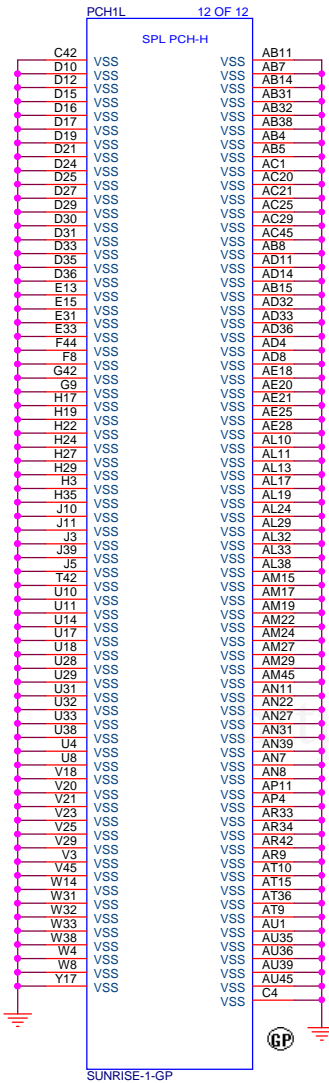 PCH1L 12 OF 12
SPL PCH-H
C42 VSS VSS AB11
D10 VSS VSS AB7
D12 VSS VSS AB14
D15 VSS VSS AB31
D16 VSS VSS AB32
D17 VSS VSS AB38
D19 VSS VSS AB4
D21 VSS VSS AB5
D24 VSS VSS AC1
D25 VSS VSS AC20
D27 VSS VSS AC21
D29 VSS VSS AC25
D30 VSS VSS AC29
D31 VSS VSS AC45
D33 VSS VSS AB8
D35 VSS VSS AD11
D36 VSS VSS AD14
E13 VSS VSS AB15
E15 VSS VSS AD32
E31 VSS VSS AD33
E33 VSS VSS AD36
F44 VSS VSS AD4
F8 VSS VSS AD8
G42 VSS VSS AE18
G9 VSS VSS AE20
H17 VSS VSS AE21
H19 VSS VSS AE25
H22 VSS VSS AE28
H24 VSS VSS AL10
H27 VSS VSS AL11
H29 VSS VSS AL13
H3 VSS VSS AL17
H35 VSS VSS AL19
J10 VSS VSS AL24
J11 VSS VSS AL29
J3 VSS VSS AL32
J39 VSS VSS AL33
J5 VSS VSS AL38
T42 VSS VSS AM15
U10 VSS VSS AM17
U11 VSS VSS AM19
U14 VSS VSS AM22
U17 VSS VSS AM24
U18 VSS VSS AM27
U28 VSS VSS AM29
U29 VSS VSS AM45
U31 VSS VSS AN11
U32 VSS VSS AN22
U33 VSS VSS AN27
U38 VSS VSS AN31
U4 VSS VSS AN39
U8 VSS VSS AN7
V18 VSS VSS AN8
V20 VSS VSS AP11
V21 VSS VSS AP4
V23 VSS VSS AR33
V25 VSS VSS AR34
V29 VSS VSS AR42
V3 VSS VSS AR9
V45 VSS VSS AT10
W14 VSS VSS AT15
W31 VSS VSS AT36
W32 VSS VSS AT9
W33 VSS VSS AU1
W38 VSS VSS AU35
W4 VSS VSS AU36
W8 VSS VSS AU39
Y17 VSS VSS AU45
VSS C4
GP
SUNRISE-1-GP